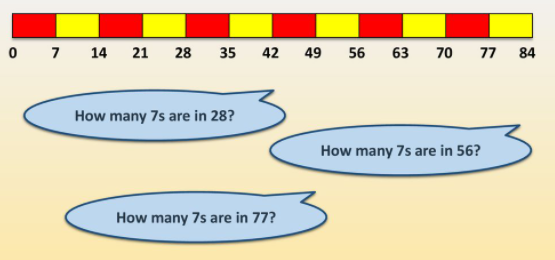 0 7 14 21 28 35 42 49 56 63 70 77 84
How many 7s are in 28?
How many 7s are in 56?
How many 7s are in 77?